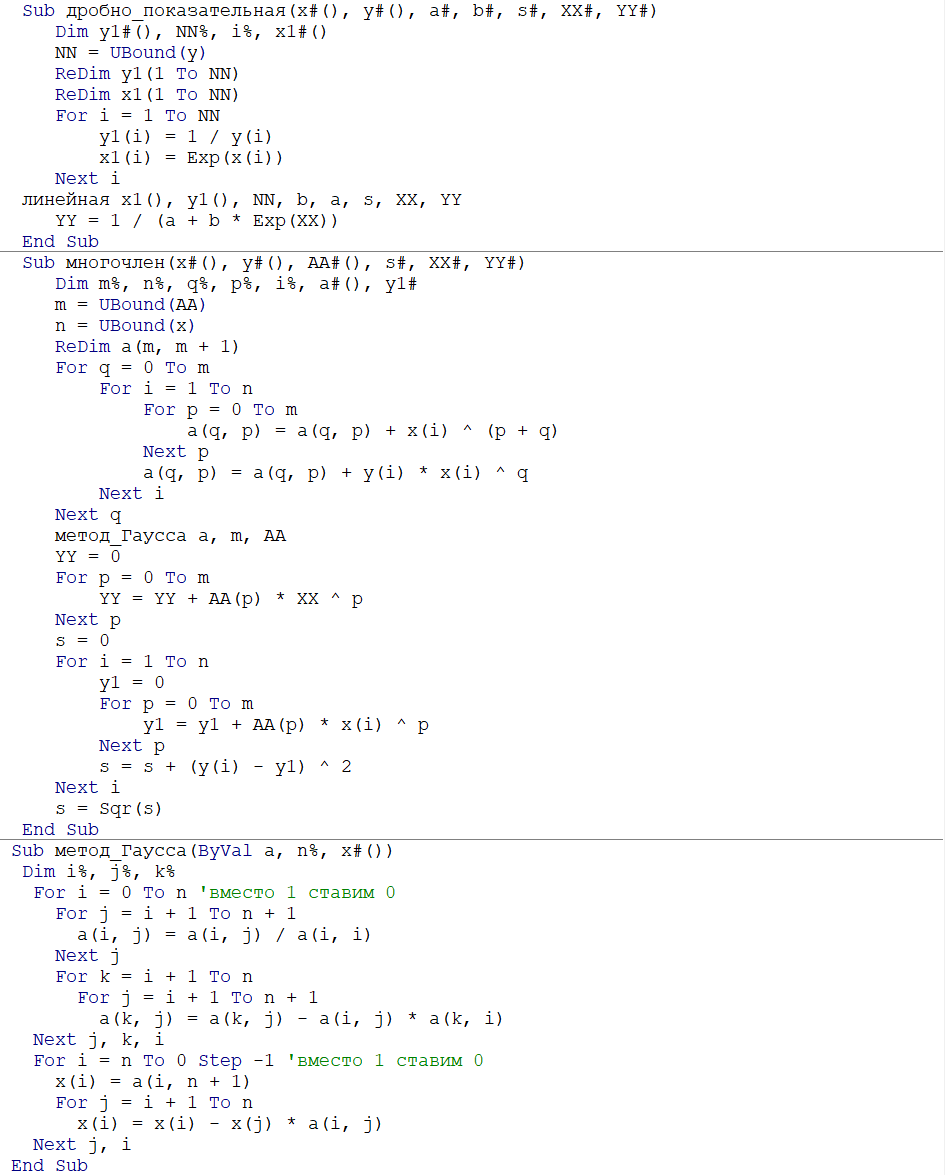 Sub дробно_показательная(x#(), y#(), a#, b#, s#, XX#, YY#)
Dim y1#(), NN%, i%, x1#()
NN = UBound(y)
ReDim y1(1 To NN)
ReDim x1(1 To NN)
For i = 1 To NN
y1(i) = 1 / y(i)
x1(i) = Exp(x(i))
Next i
линейная x1(), y1(), NN, b, a, s, XX, YY
YY = 1 / (a + b * Exp(XX))
End Sub
Sub многочлен(x#(), y#(), AA#(), s#, XX#, YY#)
Dim m%, n%, q%, p%, i%, a#(), y1#
m = UBound(AA)
n = UBound(x)
ReDim a(m, m + 1)
For q = 0 To m
For i = 1 To n
For p = 0 To m
a(q, p) = a(q, p) + x(i) ^ (p + q)
Next p
a(q, p) = a(q, p) + y(i) * x(i) ^ q
Next i
Next q
метод_Гаусса a, m, AA
YY = 0
For p = 0 To m
YY = YY + AA(p) * XX ^ p
Next p
s = 0
For i = 1 To n
y1 = 0
For p = 0 To m
y1 = y1 + AA(p) * x(i) ^ p
Next p
s = s + (y(i) - y1) ^ 2
Next i
s = Sqr(s)
End Sub
Sub метод_Гаусса(ByVal a, n%, x#())
Dim i%, j%, k%
For i = 0 To n 'вместо 1 ставим 0
For j = i + 1 To n + 1
a(i, j) = a(i, j) / a(i, i)
Next j
For k = i + 1 To n
For j = i + 1 To n + 1
a(k, j) = a(k, j) - a(i, j) * a(k, i)
Next j, k, i
For i = n To 0 Step -1 'вместо 1 ставим 0
x(i) = a(i, n + 1)
For j = i + 1 To n
x(i) = x(i) - x(j) * a(i, j)
Next j, i
End Sub